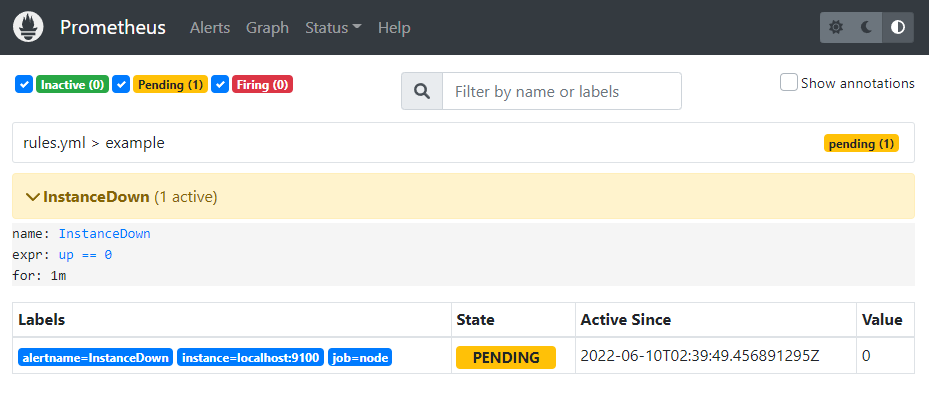 Prometheus Alerts Graph Status Help
Inactive (0) Pending (1) Firing (0) Filter by name or labels Show annotations
rules.yml > example pending (1)
InstanceDown (1 active)
name: InstanceDown
expr: up == 0
for: 1m
Labels State Active Since Value
alertname=InstanceDown instance=localhost:9100 job=node PENDING 2022-06-10T02:39:49.456891295Z 0